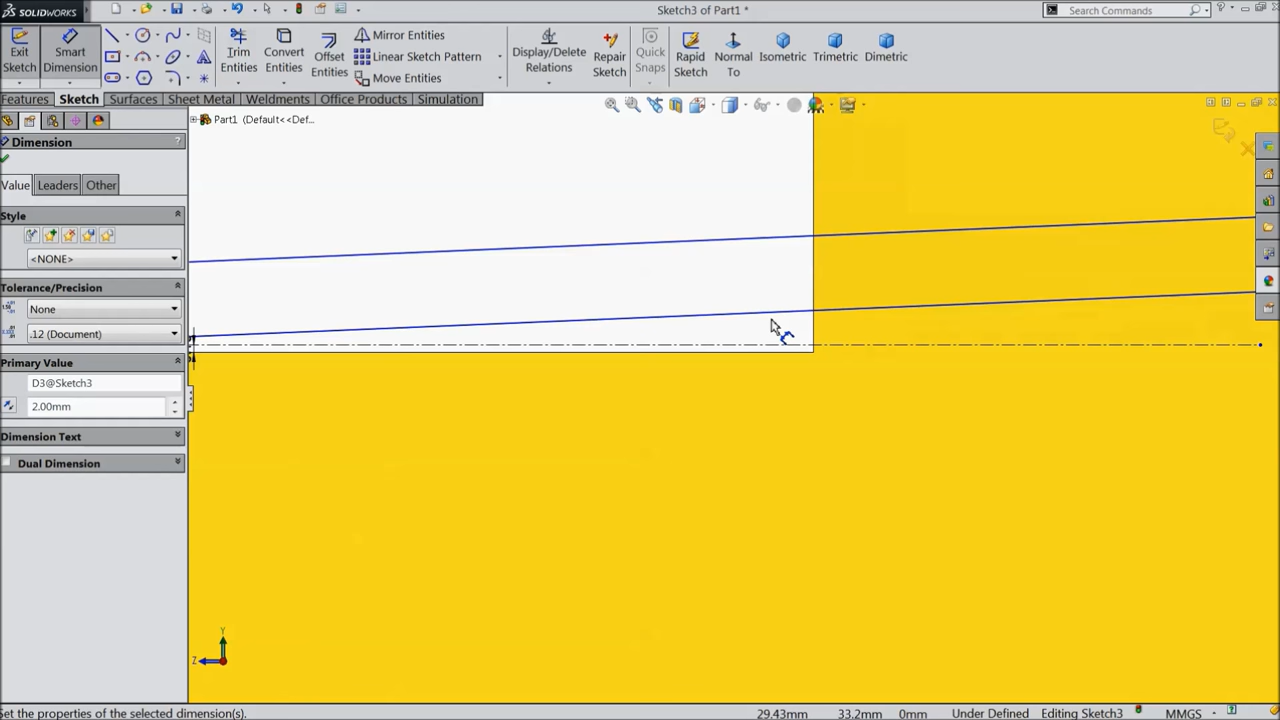 SOLIDWORKS
Sketch3 of Part1 *
Search Commands
Exit Sketch
Smart Dimension
Trim Entities
Convert Entities
Offset Entities
Mirror Entities
Linear Sketch Pattern
Move Entities
Display/Delete Relations
Repair Sketch
Quick Snaps
Rapid Sketch
Normal To
Isometric
Trimetric
Dimetric
Features
Sketch
Surfaces
Sheet Metal
Weldments
Office Products
Simulation
Part1 (Default<<Def...
Dimension
?
Value
Leaders
Other
Style
<NONE>
Tolerance/Precision
None
.12 (Document)
Primary Value
D3@Sketch3
2.00mm
Dimension Text
Dual Dimension
Y
Z
Set the properties of the selected dimension(s).
29.43mm
33.2mm
0mm
Under Defined
Editing Sketch3
MMGS